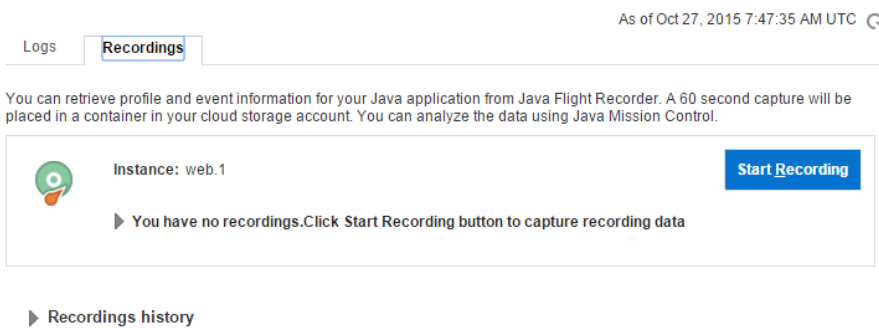 As of Oct 27, 2015 7:47:35 AM UTC
Logs
Recordings
You can retrieve profile and event information for your Java application from Java Flight Recorder. A 60 second capture will be
placed in a container in your cloud storage account. You can analyze the data using Java Mission Control.
Instance: web.1
Start Recording
You have no recordings.Click Start Recording button to capture recording data
Recordings history